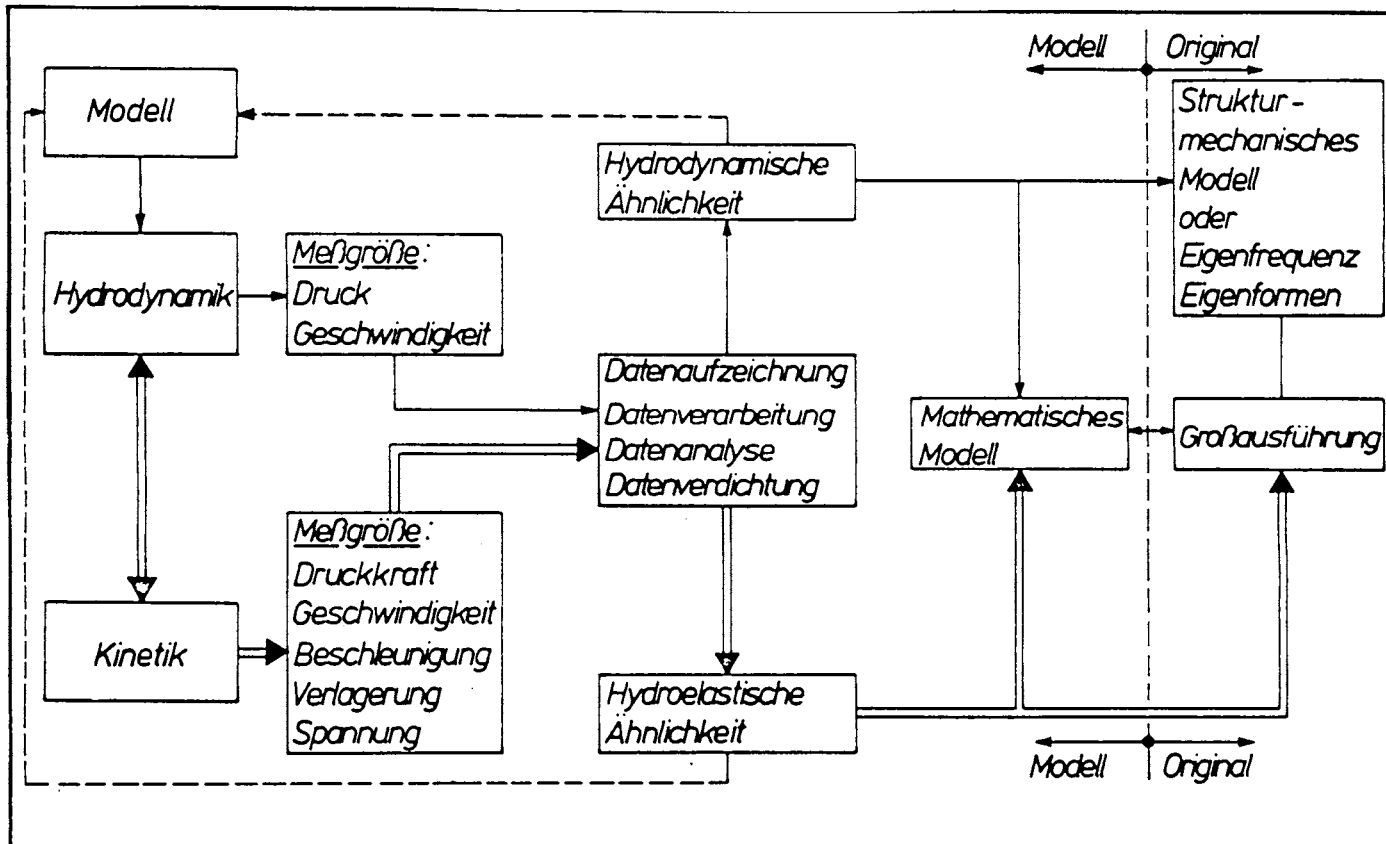 Modell
Original
Modell
Struktur-
mechanisches
Modell
oder
Eigenfrequenz
Eigenformen
Hydrodynamische
Ähnlichkeit
Hydrodynamik
Meßgröße:
Druck
Geschwindigkeit
Datenaufzeichnung
Datenverarbeitung
Datenanalyse
Datenverdichtung
Mathematisches
Modell
Großausführung
Meßgröße:
Druckkraft
Geschwindigkeit
Beschleunigung
Verlagerung
Spannung
Kinetik
Hydroelastische
Ähnlichkeit
Modell
Original